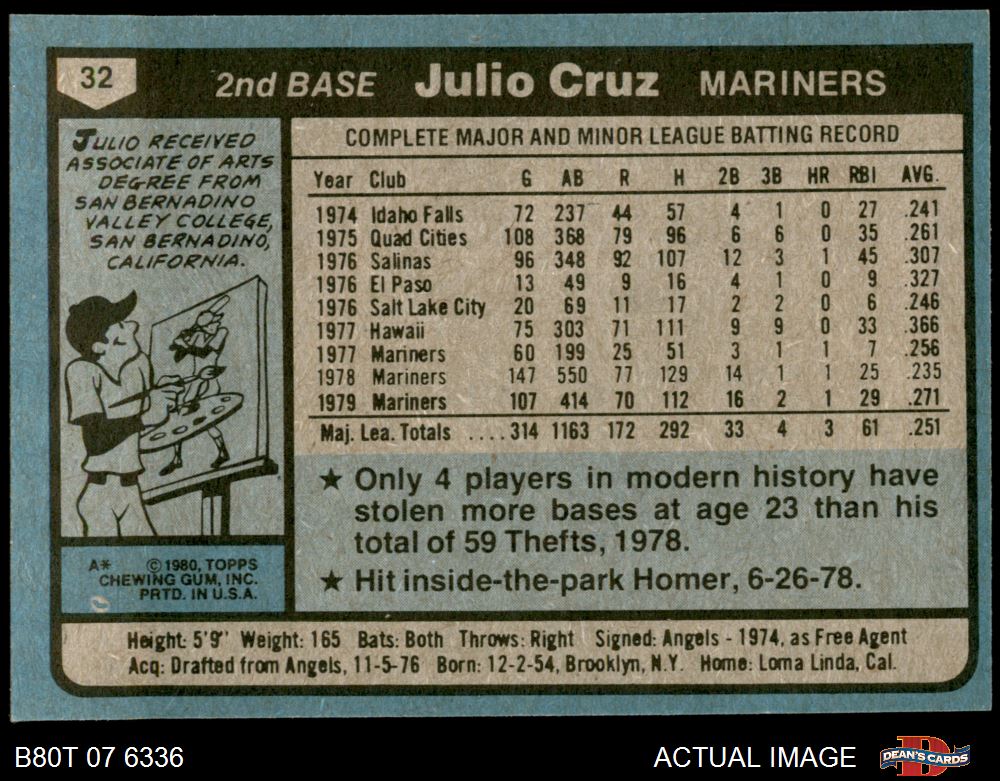 32
2nd BASE Julio Cruz MARINERS
JULIO RECEIVED
ASSOCIATE OF ARTS
DEGREE FROM
SAN BERNADINO
VALLEY COLLEGE,
SAN BERNADINO,
CALIFORNIA.
COMPLETE MAJOR AND MINOR LEAGUE BATTING RECORD
Year Club G AB R H 2B 3B HR RBI AVG.
1974 Idaho Falls 72 237 44 57 4 1 0 27 .241
1975 Quad Cities 108 368 79 96 6 6 0 35 .261
1976 Salinas 96 348 92 107 12 3 1 45 .307
1976 El Paso 13 49 9 16 4 1 0 9 .327
1976 Salt Lake City 20 69 11 17 2 2 0 6 .246
1977 Hawaii 75 303 71 111 9 9 0 33 .366
1977 Mariners 60 199 25 51 3 1 1 7 .256
1978 Mariners 147 550 77 129 14 1 1 25 .235
1979 Mariners 107 414 70 112 16 2 1 29 .271
Maj. Lea. Totals ....314 1163 172 292 33 4 3 61 .251
★ Only 4 players in modern history have
stolen more bases at age 23 than his
total of 59 Thefts, 1978.
★ Hit inside-the-park Homer, 6-26-78.
A* © 1980, TOPPS
CHEWING GUM, INC.
PRTD. IN U.S.A.
Height: 5'9" Weight: 165 Bats: Both Throws: Right Signed: Angels - 1974, as Free Agent
Acq: Drafted from Angels, 11-5-76 Born: 12-2-54, Brooklyn, N.Y. Home: Loma Linda, Cal.
B80T 07 6336
ACTUAL IMAGE
D
DEAN'S CARDS